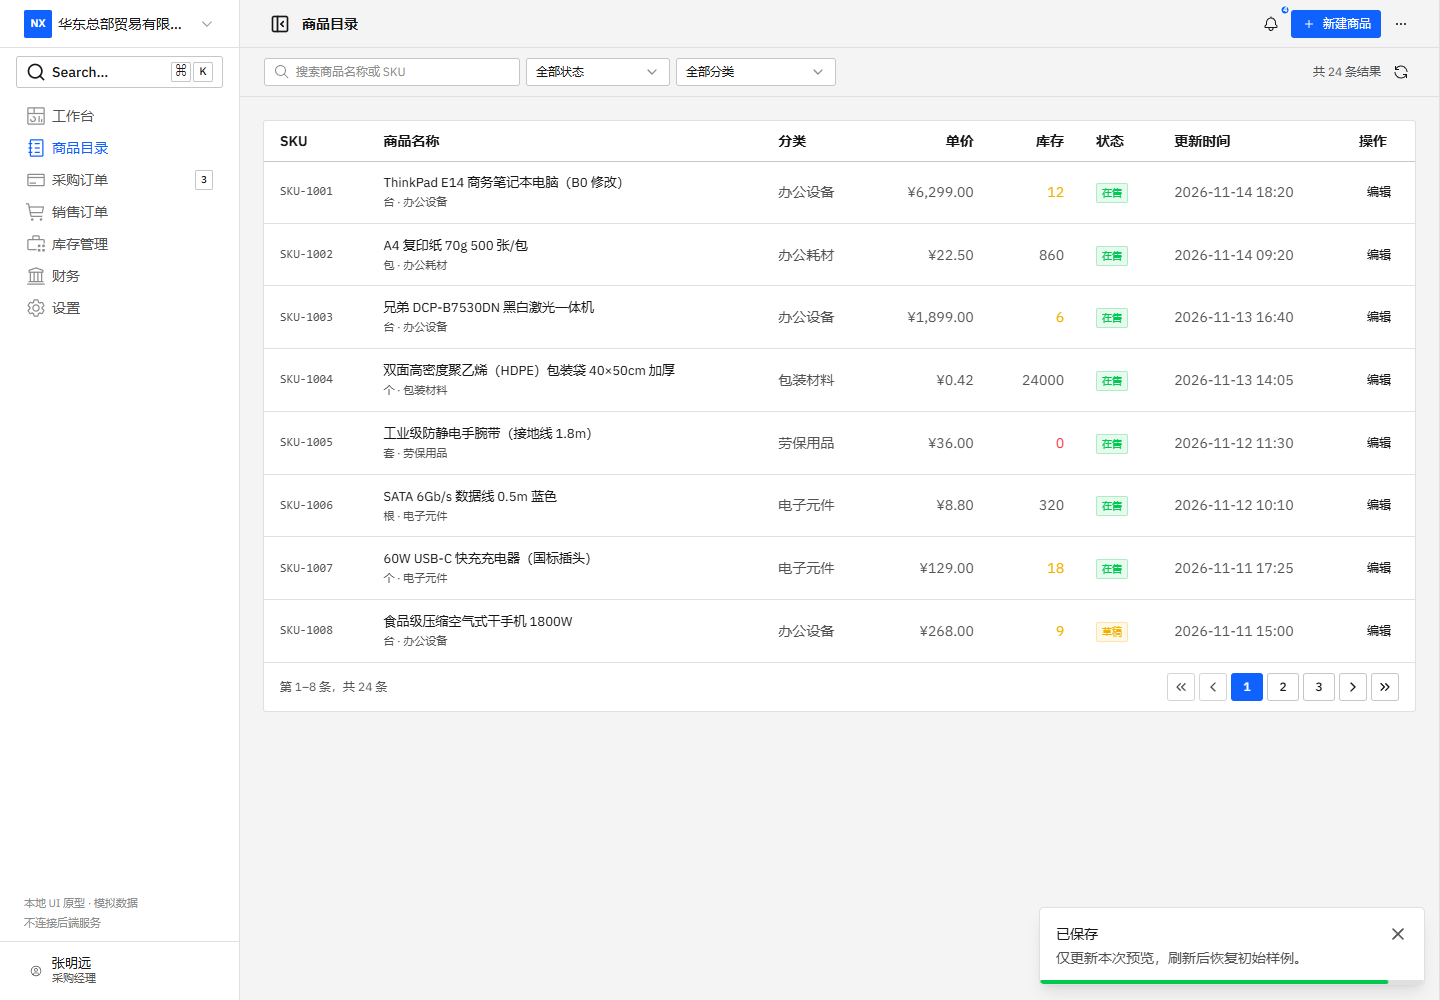 NX 华东总部贸易有限...
商品目录
4
新建商品
Search...
⌘ K
搜索商品名称或 SKU
全部状态
全部分类
共 24 条结果
工作台
商品目录
采购订单 3
销售订单
库存管理
财务
设置
SKU 商品名称 分类 单价 库存 状态 更新时间 操作
SKU-1001 ThinkPad E14 商务笔记本电脑（B0 修改） 办公设备 ¥6,299.00 12 在售 2026-11-14 18:20 编辑
台 · 办公设备
SKU-1002 A4 复印纸 70g 500 张/包 办公耗材 ¥22.50 860 在售 2026-11-14 09:20 编辑
包 · 办公耗材
SKU-1003 兄弟 DCP-B7530DN 黑白激光一体机 办公设备 ¥1,899.00 6 在售 2026-11-13 16:40 编辑
台 · 办公设备
SKU-1004 双面高密度聚乙烯（HDPE）包装袋 40×50cm 加厚 包装材料 ¥0.42 24000 在售 2026-11-13 14:05 编辑
个 · 包装材料
SKU-1005 工业级防静电手腕带（接地线 1.8m） 劳保用品 ¥36.00 0 在售 2026-11-12 11:30 编辑
套 · 劳保用品
SKU-1006 SATA 6Gb/s 数据线 0.5m 蓝色 电子元件 ¥8.80 320 在售 2026-11-12 10:10 编辑
根 · 电子元件
SKU-1007 60W USB-C 快充充电器（国标插头） 电子元件 ¥129.00 18 在售 2026-11-11 17:25 编辑
个 · 电子元件
SKU-1008 食品级压缩空气式干手机 1800W 办公设备 ¥268.00 9 草稿 2026-11-11 15:00 编辑
台 · 办公设备
第 1–8 条，共 24 条
1 2 3
本地 UI 原型 · 模拟数据
不连接后端服务
张明远
采购经理
已保存
仅更新本次预览，刷新后恢复初始样例。